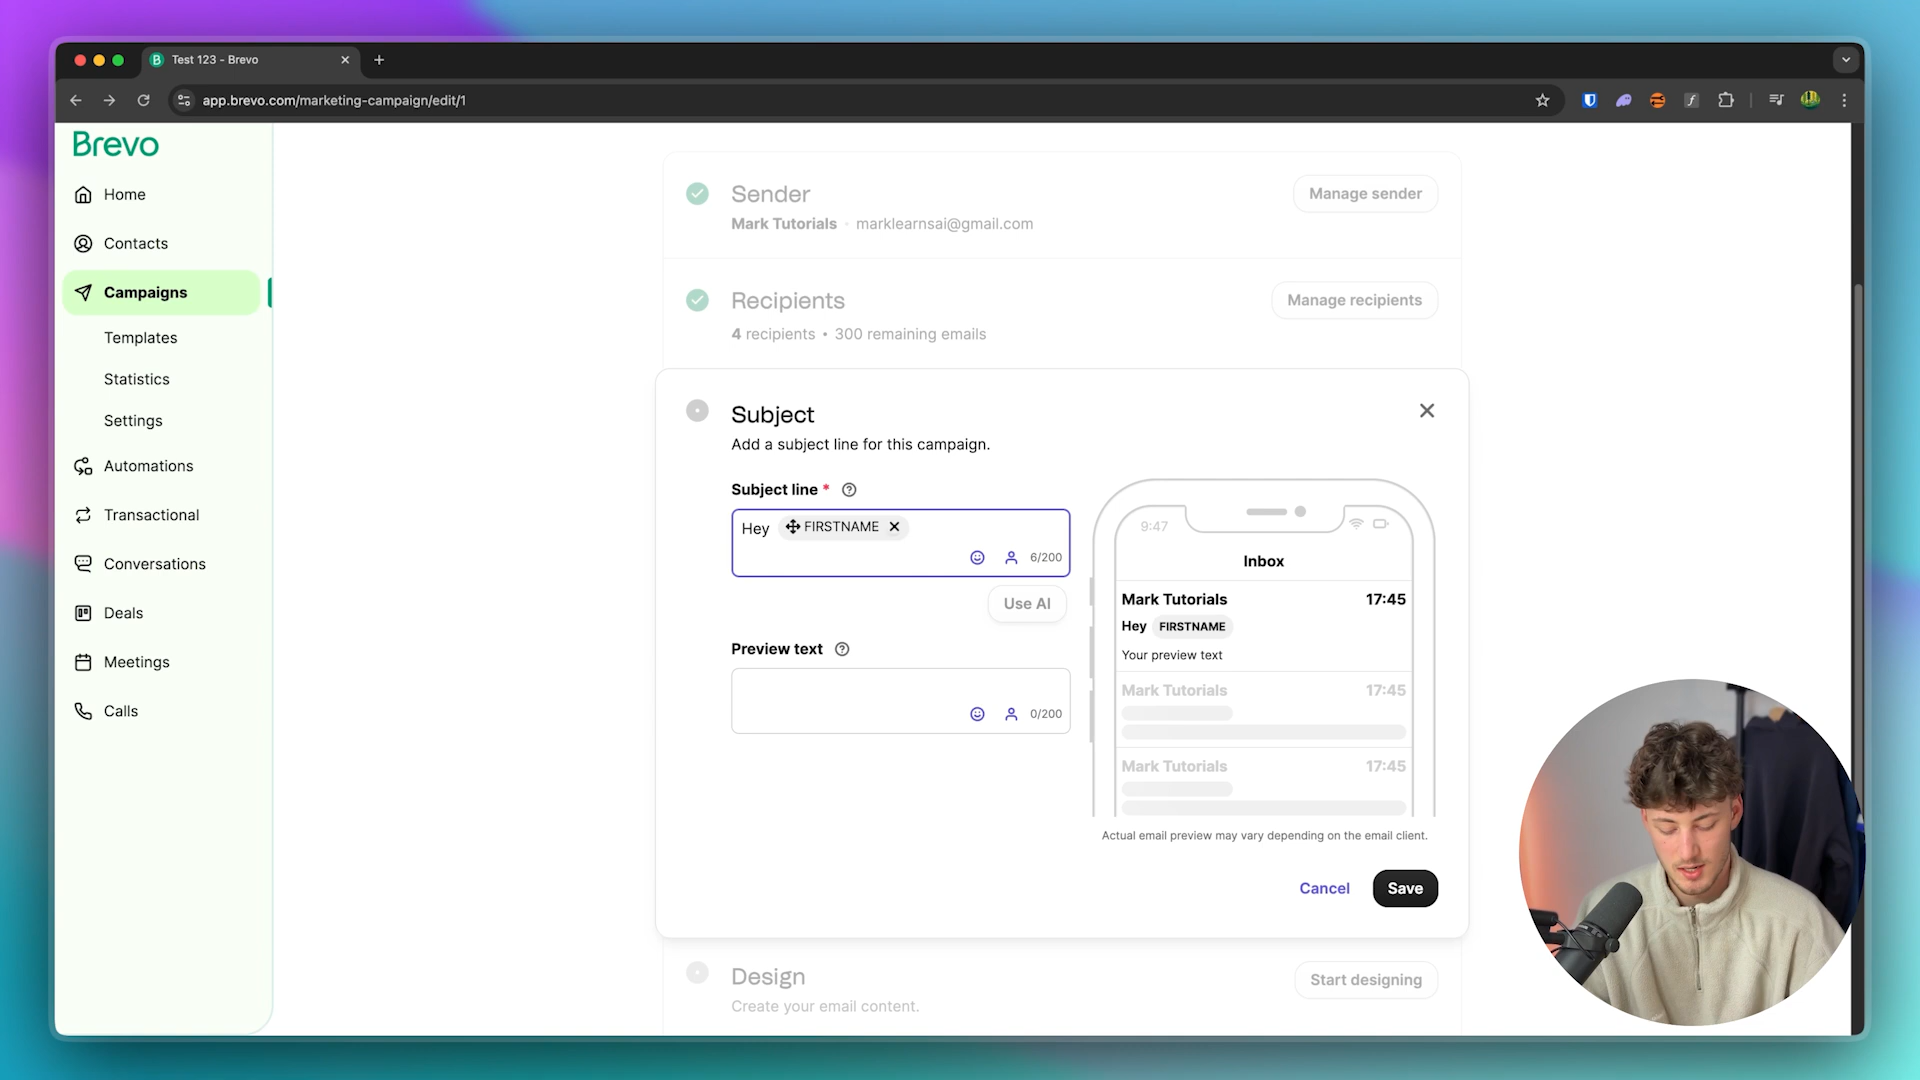 Test 123 - Brevo
app.brevo.com/marketing-campaign/edit/1
Brevo
Home
Contacts
Campaigns
Templates
Statistics
Settings
Automations
Transactional
Conversations
Deals
Meetings
Calls
Sender
Mark Tutorials · marklearnsai@gmail.com
Manage sender
Recipients
4 recipients • 300 remaining emails
Manage recipients
Subject
Add a subject line for this campaign.
Subject line *
Hey FIRSTNAME
6/200
Use AI
Preview text
0/200
9:47
Inbox
Mark Tutorials 17:45
Hey FIRSTNAME
Your preview text
Mark Tutorials 17:45
Mark Tutorials 17:45
Actual email preview may vary depending on the email client.
Cancel
Save
Design
Create your email content.
Start designing